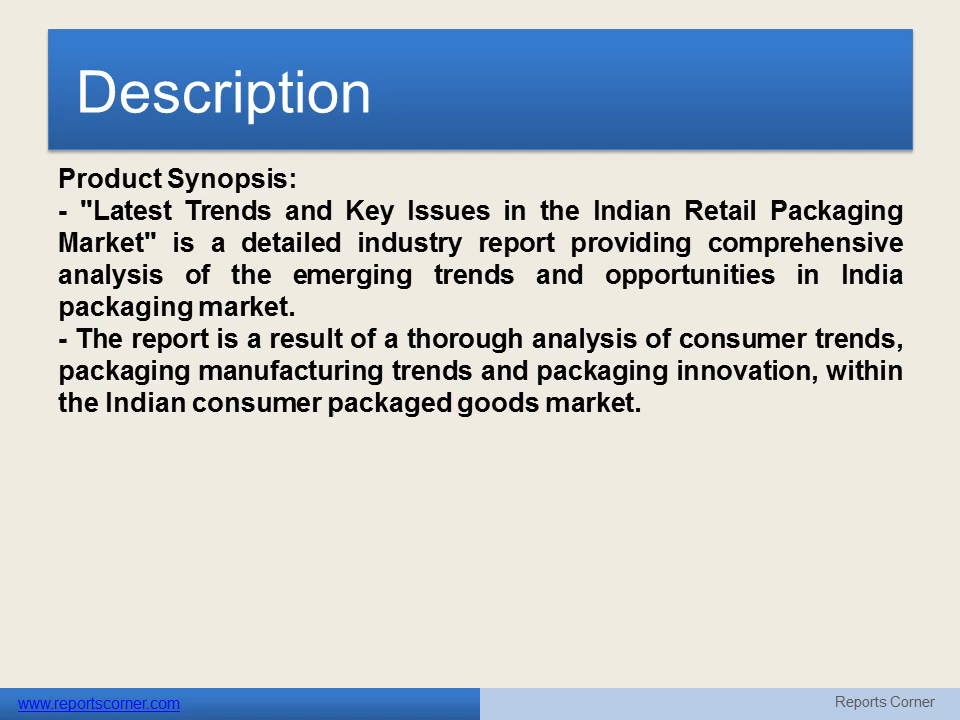 Description
Product Synopsis:
- "Latest Trends and Key Issues in the Indian Retail Packaging
Market" is a detailed industry report providing comprehensive
analysis of the emerging trends and opportunities in India
packaging market.
- The report is a result of a thorough analysis of consumer trends,
packaging manufacturing trends and packaging innovation, within
the Indian consumer packaged goods market.
www.reportscorner.com
Reports Corner